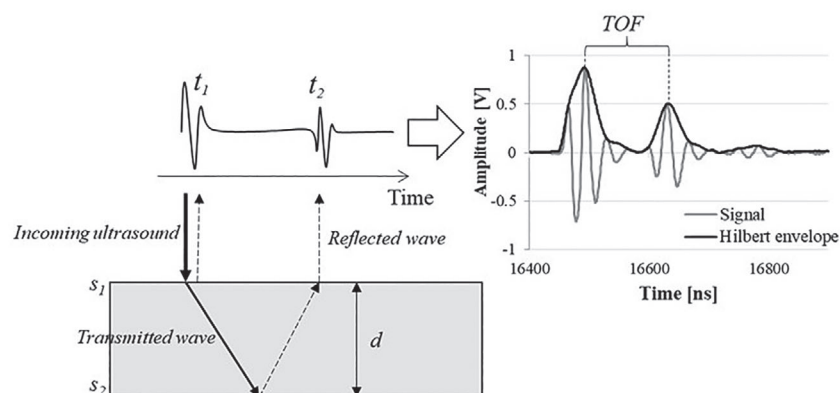 t1
t2
Time
Incoming ultrasound
Reflected wave
s1
Transmitted wave
d
s2
TOF
Amplitude [V]
1
0.5
0
-0.5
-1
Signal
Hilbert envelope
16400
16600
16800
Time [ns]